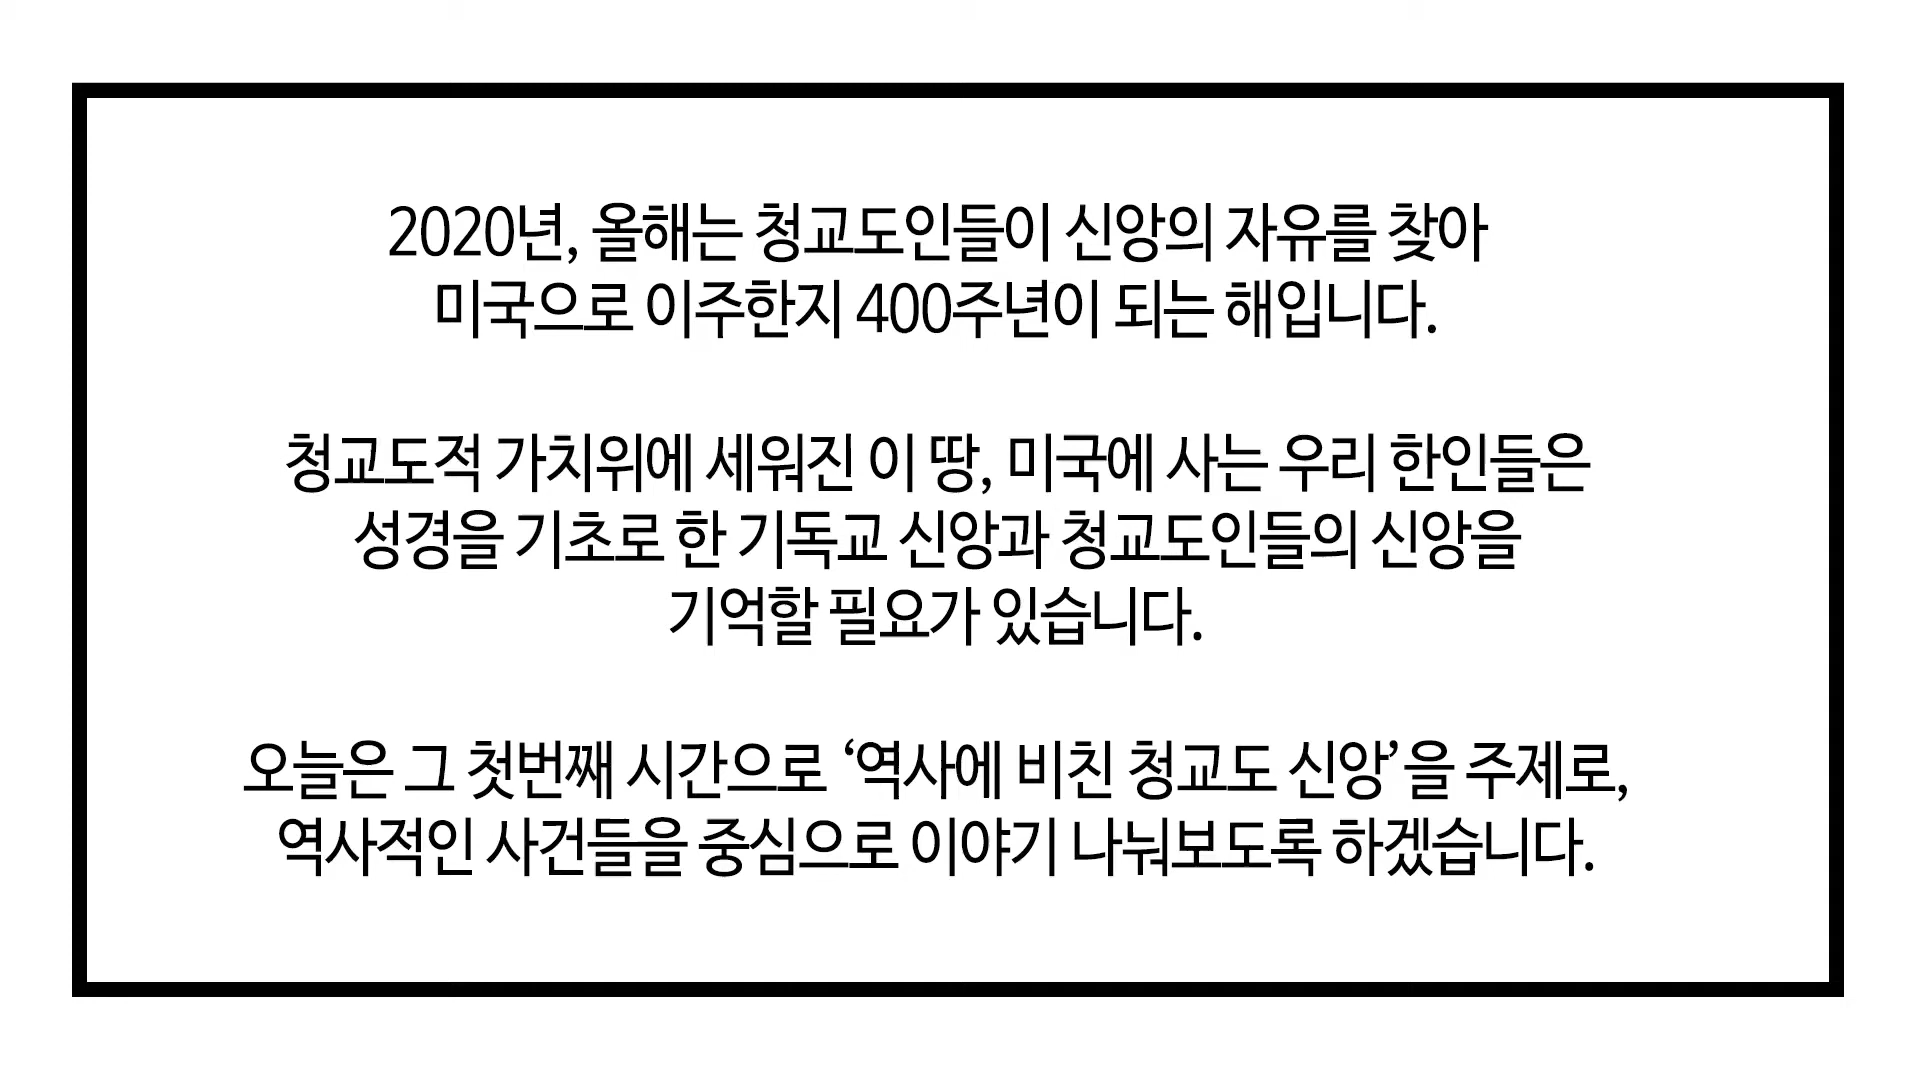 2020년, 올해는 청교도인들이 신앙의 자유를 찾아
미국으로 이주한지 400주년이 되는 해입니다.
청교도적 가치위에 세워진 이 땅, 미국에 사는 우리 한인들은
성경을 기초로 한 기독교 신앙과 청교도인들의 신앙을
기억할 필요가 있습니다.
오늘은 그 첫번째 시간으로 ‘역사에 비친 청교도 신앙’을 주제로,
역사적인 사건들을 중심으로 이야기 나눠보도록 하겠습니다.